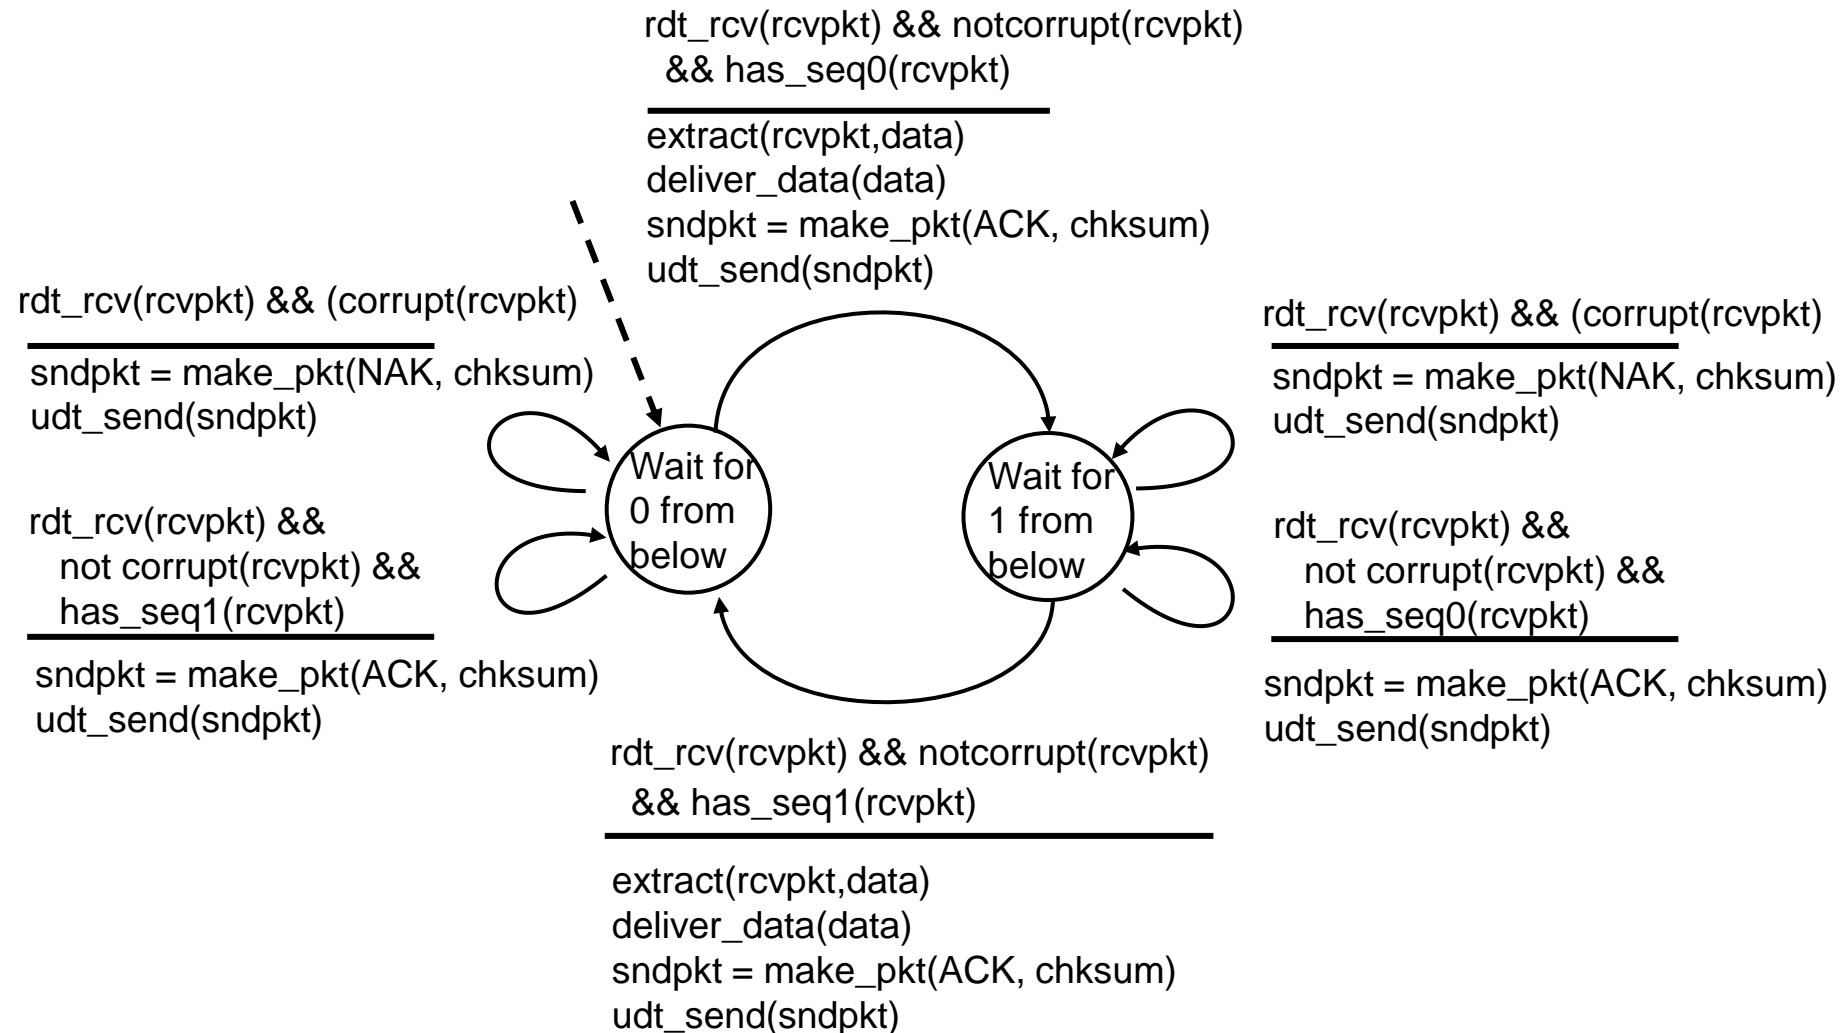 rdt_rcv(rcvpkt) && notcorrupt(rcvpkt)
&& has_seq0(rcvpkt)
extract(rcvpkt,data)
deliver_data(data)
sndpkt = make_pkt(ACK, chksum)
udt_send(sndpkt)
rdt_rcv(rcvpkt) && (corrupt(rcvpkt)
sndpkt = make_pkt(NAK, chksum)
udt_send(sndpkt)
rdt_rcv(rcvpkt) &&
not corrupt(rcvpkt) &&
has_seq1(rcvpkt)
sndpkt = make_pkt(ACK, chksum)
udt_send(sndpkt)
Wait for
0 from
below
Wait for
1 from
below
rdt_rcv(rcvpkt) && (corrupt(rcvpkt)
sndpkt = make_pkt(NAK, chksum)
udt_send(sndpkt)
rdt_rcv(rcvpkt) &&
not corrupt(rcvpkt) &&
has_seq0(rcvpkt)
sndpkt = make_pkt(ACK, chksum)
udt_send(sndpkt)
rdt_rcv(rcvpkt) && notcorrupt(rcvpkt)
&& has_seq1(rcvpkt)
extract(rcvpkt,data)
deliver_data(data)
sndpkt = make_pkt(ACK, chksum)
udt_send(sndpkt)